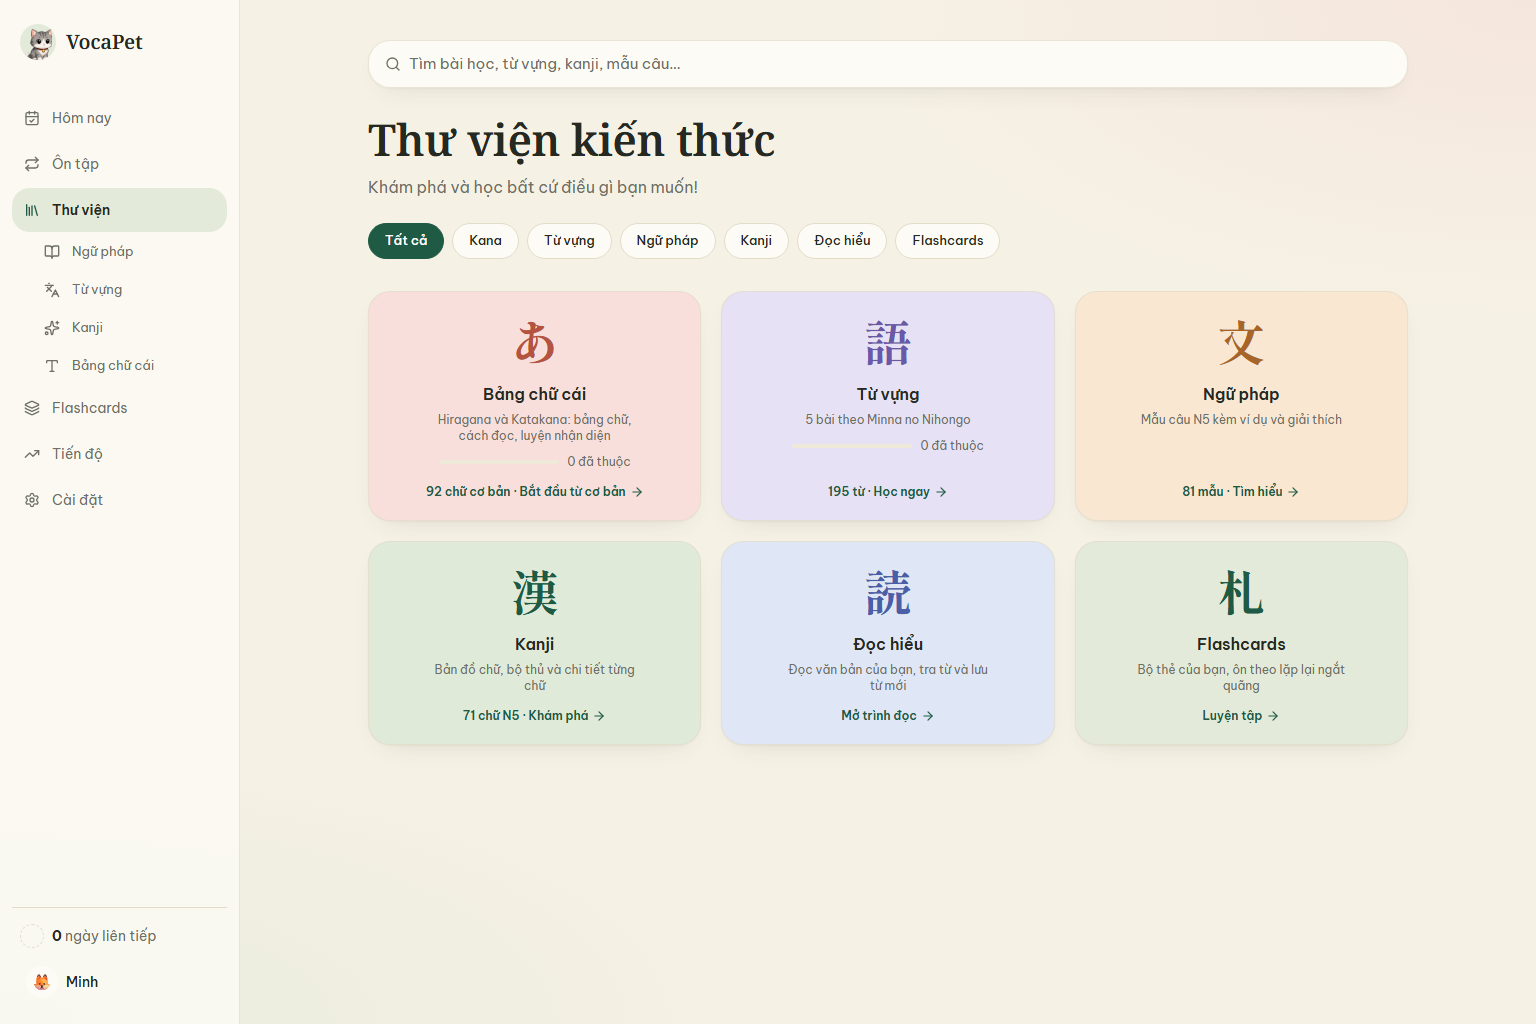 VocaPet
Hôm nay
Ôn tập
Thư viện
Ngữ pháp
Từ vựng
Kanji
Bảng chữ cái
Flashcards
Tiến độ
Cài đặt
0 ngày liên tiếp
Minh
Tìm bài học, từ vựng, kanji, mẫu câu...
Thư viện kiến thức
Khám phá và học bất cứ điều gì bạn muốn!
Tất cả
Kana
Từ vựng
Ngữ pháp
Kanji
Đọc hiểu
Flashcards
あ
Bảng chữ cái
Hiragana và Katakana: bảng chữ,
cách đọc, luyện nhận diện
0 đã thuộc
92 chữ cơ bản · Bắt đầu từ cơ bản →
語
Từ vựng
5 bài theo Minna no Nihongo
0 đã thuộc
195 từ · Học ngay →
文
Ngữ pháp
Mẫu câu N5 kèm ví dụ và giải thích
81 mẫu · Tìm hiểu →
漢
Kanji
Bản đồ chữ, bộ thủ và chi tiết từng
chữ
71 chữ N5 · Khám phá →
読
Đọc hiểu
Đọc văn bản của bạn, tra từ và lưu
từ mới
Mở trình đọc →
札
Flashcards
Bộ thẻ của bạn, ôn theo lặp lại ngắt
quãng
Luyện tập →